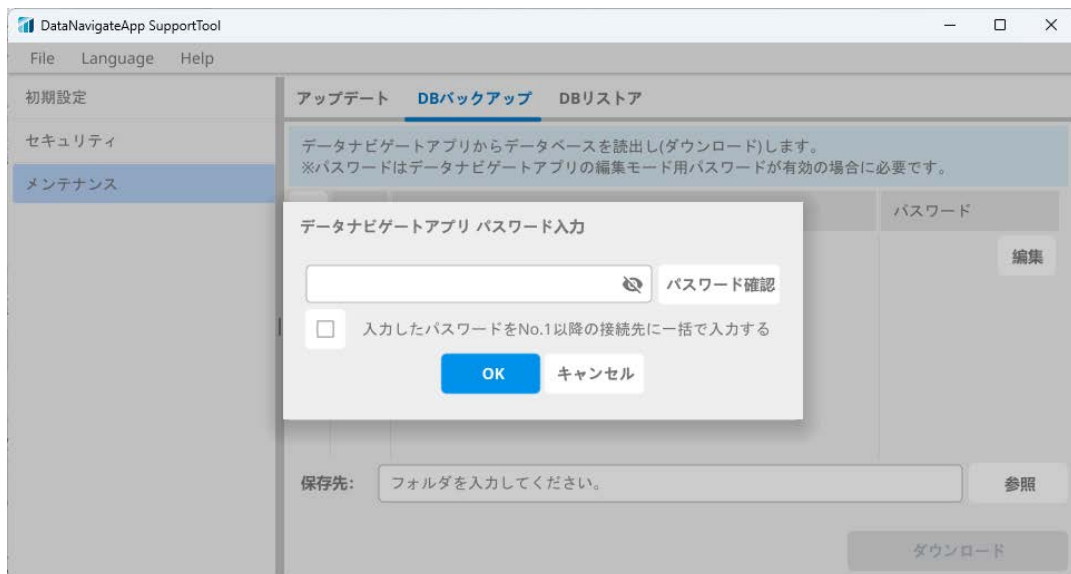 DataNavigateApp SupportTool
File Language Help
初期設定
セキュリティ
メンテナンス
アップデート DBバックアップ DBリストア
データナビゲートアプリからデータベースを読出し(ダウンロード)します。
※パスワードはデータナビゲートアプリの編集モード用パスワードが有効の場合に必要です。
パスワード
編集
データナビゲートアプリ パスワード入力
パスワード確認
入力したパスワードをNo.1以降の接続先に一括で入力する
OK キャンセル
保存先: フォルダを入力してください。 参照
ダウンロード